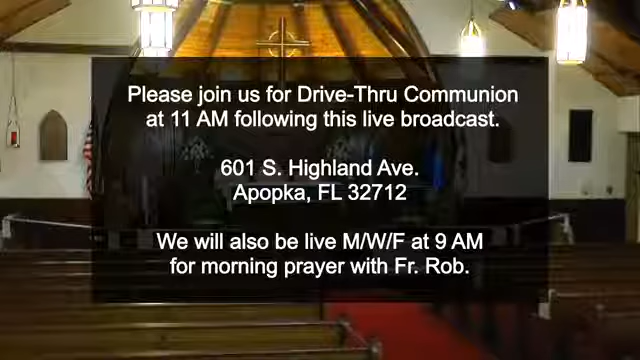 Please join us for Drive-Thru Communion
at 11 AM following this live broadcast.
601 S. Highland Ave.
Apopka, FL 32712
We will also be live M/W/F at 9 AM
for morning prayer with Fr. Rob.